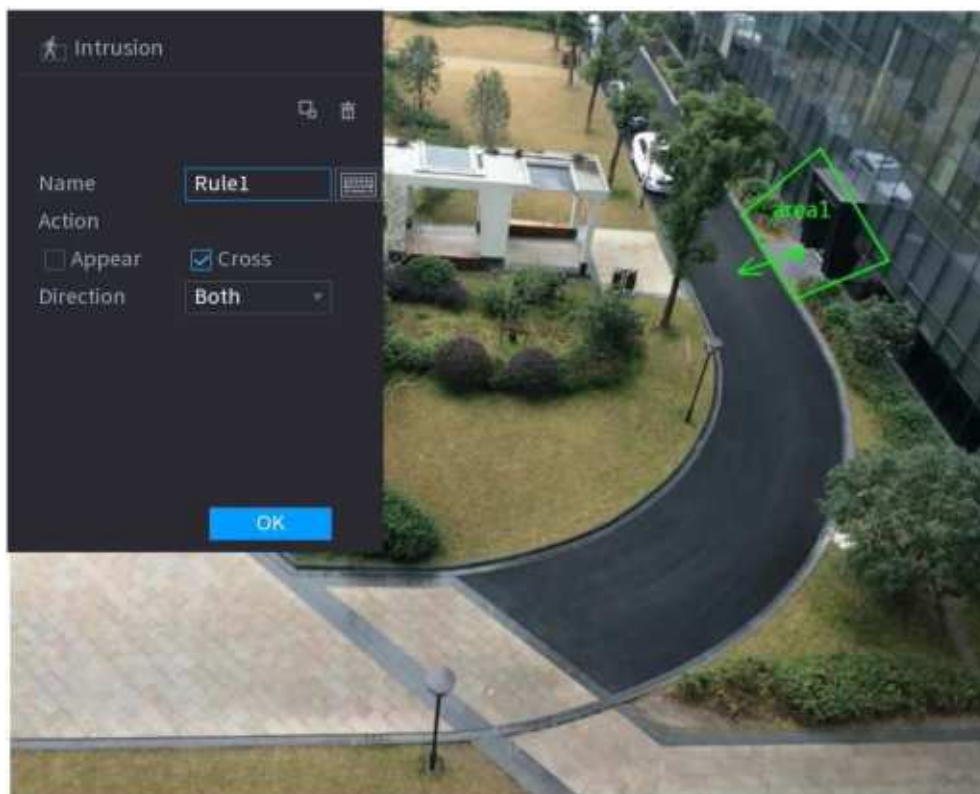 Intrusion
Name Rule1
Action
Appear Cross
Direction Both
OK
area1